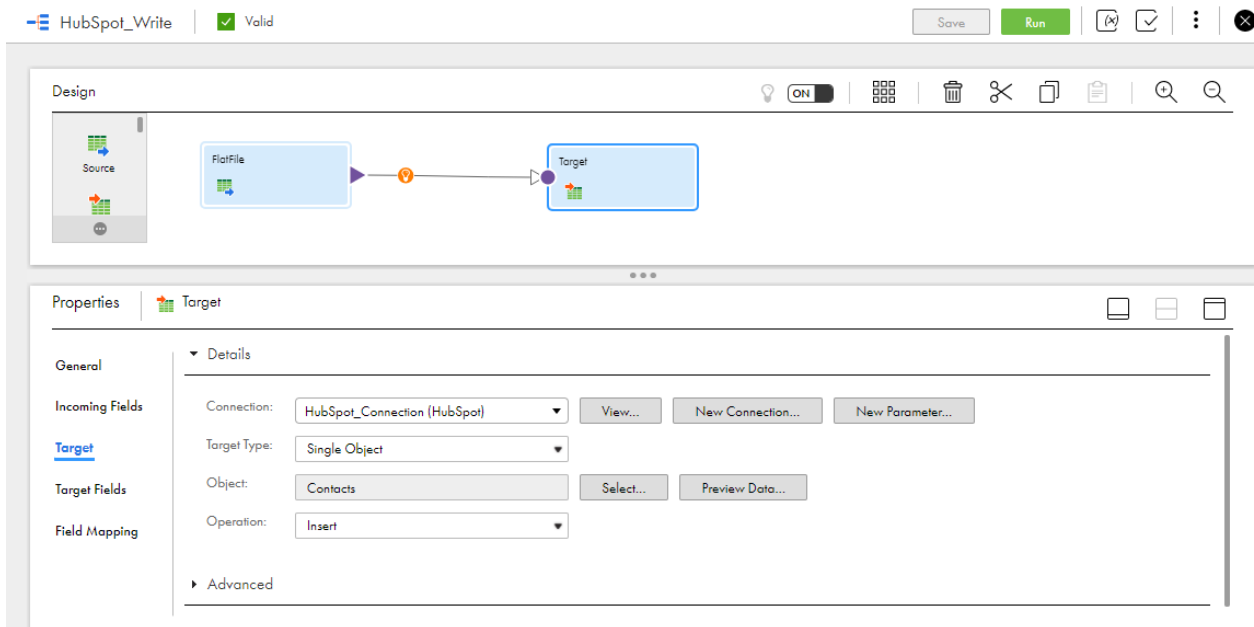 HubSpot_Write Valid Save Run (x)
Design ON
Source FlatFile Target
Properties Target
General Details
Incoming Fields Connection: HubSpot_Connection (HubSpot) View... New Connection... New Parameter...
Target Target Type: Single Object
Target Fields Object: Contacts Select... Preview Data...
Field Mapping Operation: Insert
Advanced